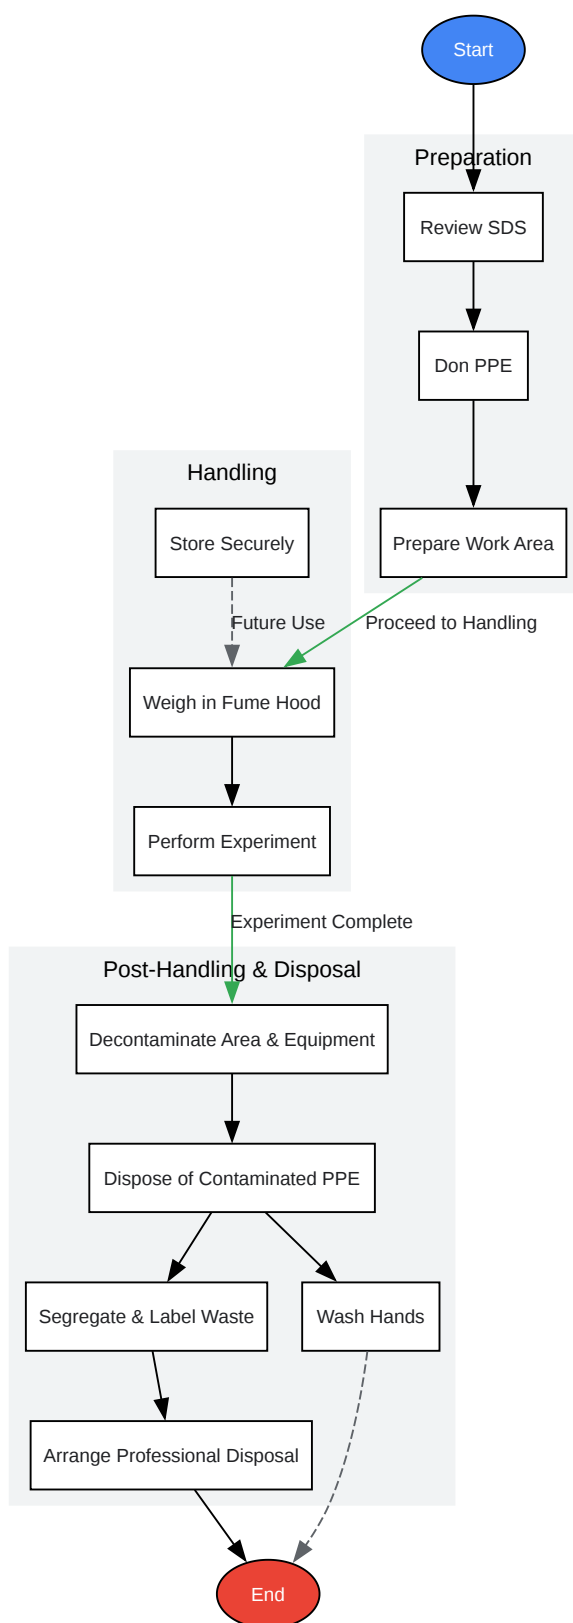 Start
Preparation
Review SDS
Don PPE
Prepare Work Area
Handling
Store Securely
Future Use
Proceed to Handling
Weigh in Fume Hood
Perform Experiment
Experiment Complete
Post-Handling & Disposal
Decontaminate Area & Equipment
Dispose of Contaminated PPE
Segregate & Label Waste
Wash Hands
Arrange Professional Disposal
End